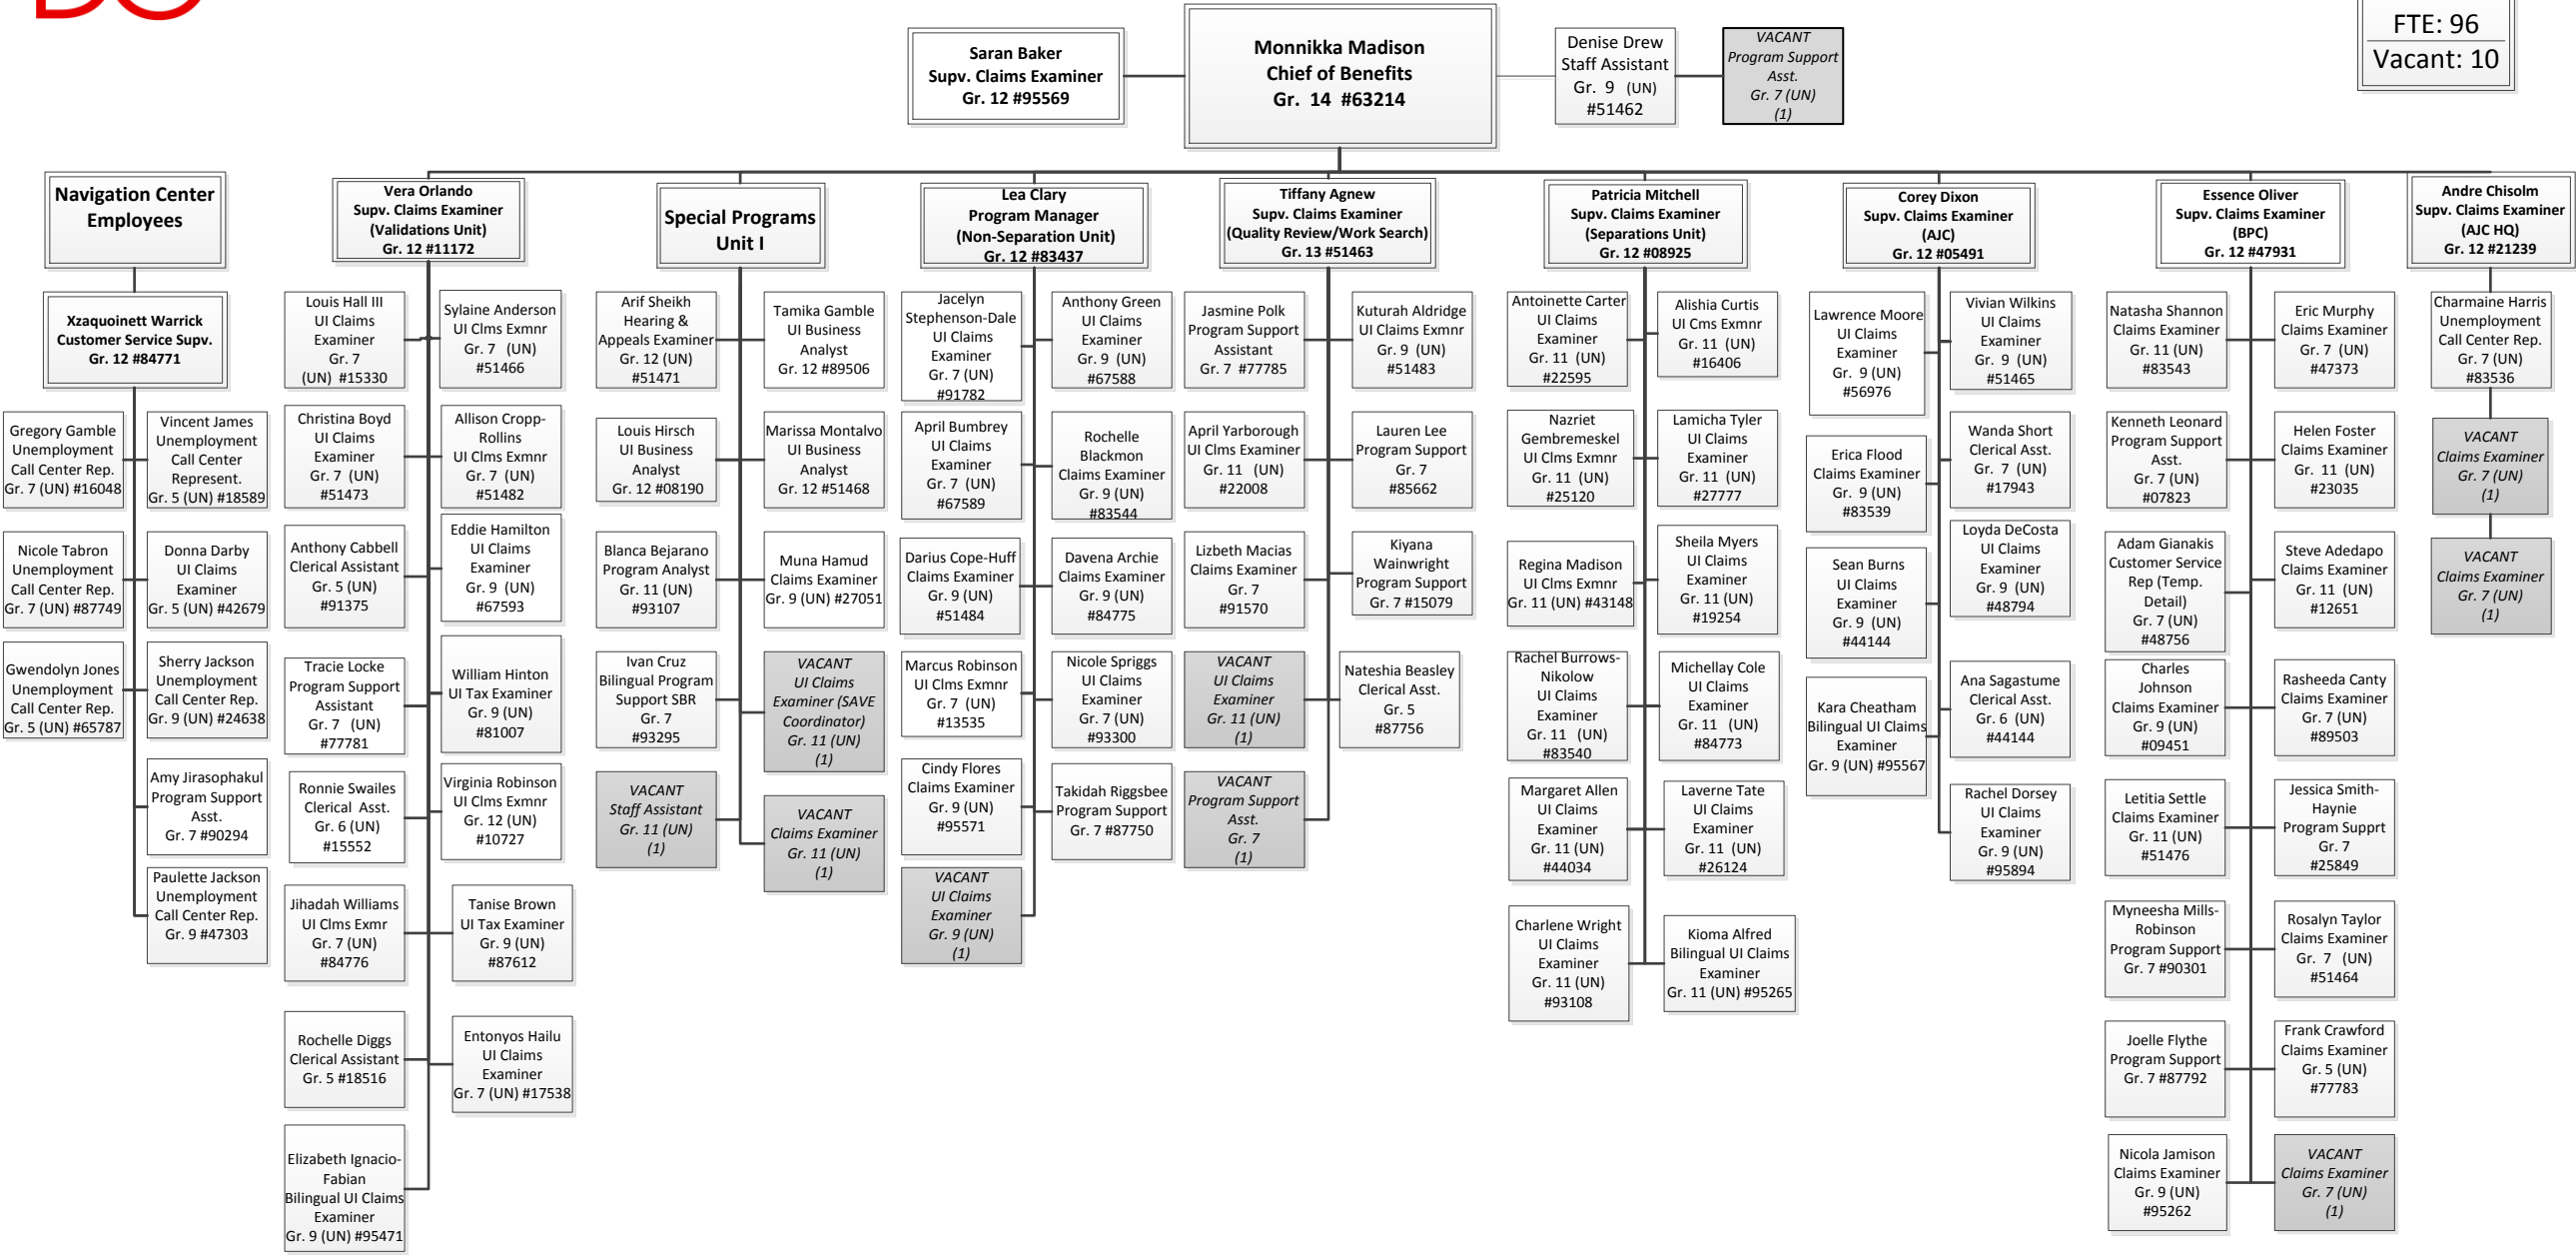 FTE: 96
Vacant: 10
Saran Baker
Supv. Claims Examiner
Gr. 12 #95569
Monnikka Madison
Chief of Benefits
Gr. 14 #63214
Denise Drew
Staff Assistant
Gr. 9 (UN)
#51462
VACANT
Program Support
Asst.
Gr. 7 (UN)
(1)
Navigation Center
Employees
Xzaquoinett Warrick
Customer Service Supv.
Gr. 12 #84771
Gregory Gamble
Unemployment
Call Center Rep.
Gr. 7 (UN) #16048
Vincent James
Unemployment
Call Center
Represent.
Gr. 5 (UN) #18589
Nicole Tabron
Unemployment
Call Center Rep.
Gr. 7 (UN) #87749
Donna Darby
UI Claims
Examiner
Gr. 5 (UN) #42679
Gwendolyn Jones
Unemployment
Call Center Rep.
Gr. 5 (UN) #65787
Sherry Jackson
Unemployment
Call Center Rep.
Gr. 9 (UN) #24638
Amy Jirasophakul
Program Support
Asst.
Gr. 7 #90294
Paulette Jackson
Unemployment
Call Center Rep.
Gr. 9 #47303
Vera Orlando
Supv. Claims Examiner
(Validations Unit)
Gr. 12 #11172
Louis Hall III
UI Claims
Examiner
Gr. 7
(UN) #15330
Sylaine Anderson
UI Clms Exmnr
Gr. 7 (UN)
#51466
Christina Boyd
UI Claims
Examiner
Gr. 7 (UN)
#51473
Allison Cropp-
Rollins
UI Clms Exmnr
Gr. 7 (UN)
#51482
Anthony Cabbell
Clerical Assistant
Gr. 5 (UN)
#91375
Eddie Hamilton
UI Claims
Examiner
Gr. 9 (UN)
#67593
Tracie Locke
Program Support
Assistant
Gr. 7 (UN)
#77781
William Hinton
UI Tax Examiner
Gr. 9 (UN)
#81007
Ronnie Swailes
Clerical Asst.
Gr. 6 (UN)
#15552
Virginia Robinson
UI Clms Exmnr
Gr. 12 (UN)
#10727
Jihadah Williams
UI Clms Exmr
Gr. 7 (UN)
#84776
Tanise Brown
UI Tax Examiner
Gr. 9 (UN)
#87612
Rochelle Diggs
Clerical Assistant
Gr. 5 #18516
Entonyos Hailu
UI Claims
Examiner
Gr. 7 (UN) #17538
Elizabeth Ignacio-
Fabian
Bilingual UI Claims
Examiner
Gr. 9 (UN) #95471
Special Programs
Unit I
Arif Sheikh
Hearing &
Appeals Examiner
Gr. 12 (UN)
#51471
Tamika Gamble
UI Business
Analyst
Gr. 12 #89506
Louis Hirsch
UI Business
Analyst
Gr. 12 #08190
Marissa Montalvo
UI Business
Analyst
Gr. 12 #51468
Blanca Bejarano
Program Analyst
Gr. 11 (UN)
#93107
Muna Hamud
Claims Examiner
Gr. 9 (UN) #27051
Ivan Cruz
Bilingual Program
Support SBR
Gr. 7
#93295
VACANT
UI Claims
Examiner (SAVE
Coordinator)
Gr. 11 (UN)
(1)
VACANT
Staff Assistant
Gr. 11 (UN)
(1)
VACANT
Claims Examiner
Gr. 11 (UN)
(1)
Lea Clary
Program Manager
(Non-Separation Unit)
Gr. 12 #83437
Jacelyn
Stephenson-Dale
UI Claims
Examiner
Gr. 7 (UN)
#91782
Anthony Green
UI Claims
Examiner
Gr. 9 (UN)
#67588
April Bumbrey
UI Claims
Examiner
Gr. 7 (UN)
#67589
Rochelle
Blackmon
Claims Examiner
Gr. 9 (UN)
#83544
Darius Cope-Huff
Claims Examiner
Gr. 9 (UN)
#51484
Davena Archie
Claims Examiner
Gr. 9 (UN)
#84775
Marcus Robinson
UI Clms Exmnr
Gr. 7 (UN)
#13535
Nicole Spriggs
UI Claims
Examiner
Gr. 7 (UN)
#93300
Cindy Flores
Claims Examiner
Gr. 9 (UN)
#95571
Takidah Riggsbee
Program Support
Gr. 7 #87750
VACANT
UI Claims
Examiner
Gr. 9 (UN)
(1)
Tiffany Agnew
Supv. Claims Examiner
(Quality Review/Work Search)
Gr. 13 #51463
Jasmine Polk
Program Support
Assistant
Gr. 7 #77785
Kuturah Aldridge
UI Claims Exmnr
Gr. 9 (UN)
#51483
April Yarborough
UI Clms Examiner
Gr. 11 (UN)
#22008
Lauren Lee
Program Support
Gr. 7
#85662
Lizbeth Macias
Claims Examiner
Gr. 7
#91570
Kiyana
Wainwright
Program Support
Gr. 7 #15079
VACANT
UI Claims
Examiner
Gr. 11 (UN)
(1)
Nateshia Beasley
Clerical Asst.
Gr. 5
#87756
VACANT
Program Support
Asst.
Gr. 7
(1)
Patricia Mitchell
Supv. Claims Examiner
(Separations Unit)
Gr. 12 #08925
Antoinette Carter
UI Claims
Examiner
Gr. 11 (UN)
#22595
Alishia Curtis
UI Cms Exmnr
Gr. 11 (UN)
#16406
Nazriet
Gembremeskel
UI Clms Exmnr
Gr. 11 (UN)
#25120
Lamicha Tyler
UI Claims
Examiner
Gr. 11 (UN)
#27777
Regina Madison
UI Clms Exmnr
Gr. 11 (UN) #43148
Sheila Myers
UI Claims
Examiner
Gr. 11 (UN)
#19254
Rachel Burrows-
Nikolow
UI Claims
Examiner
Gr. 11 (UN)
#83540
Michellay Cole
UI Claims
Examiner
Gr. 11 (UN)
#84773
Margaret Allen
UI Claims
Examiner
Gr. 11 (UN)
#44034
Laverne Tate
UI Claims
Examiner
Gr. 11 (UN)
#26124
Charlene Wright
UI Claims
Examiner
Gr. 11 (UN)
#93108
Kioma Alfred
Bilingual UI Claims
Examiner
Gr. 11 (UN) #95265
Corey Dixon
Supv. Claims Examiner
(AJC)
Gr. 12 #05491
Lawrence Moore
UI Claims
Examiner
Gr. 9 (UN)
#56976
Vivian Wilkins
UI Claims
Examiner
Gr. 9 (UN)
#51465
Erica Flood
Claims Examiner
Gr. 9 (UN)
#83539
Wanda Short
Clerical Asst.
Gr. 7 (UN)
#17943
Sean Burns
UI Claims
Examiner
Gr. 9 (UN)
#44144
Loyda DeCosta
UI Claims
Examiner
Gr. 9 (UN)
#48794
Kara Cheatham
Bilingual UI Claims
Examiner
Gr. 9 (UN) #95567
Ana Sagastume
Clerical Asst.
Gr. 6 (UN)
#44144
Rachel Dorsey
UI Claims
Examiner
Gr. 9 (UN)
#95894
Essence Oliver
Supv. Claims Examiner
(BPC)
Gr. 12 #47931
Natasha Shannon
Claims Examiner
Gr. 11 (UN)
#83543
Eric Murphy
Claims Examiner
Gr. 7 (UN)
#47373
Kenneth Leonard
Program Support
Asst.
Gr. 7 (UN)
#07823
Helen Foster
Claims Examiner
Gr. 11 (UN)
#23035
Adam Gianakis
Customer Service
Rep (Temp.
Detail)
Gr. 7 (UN)
#48756
Steve Adedapo
Claims Examiner
Gr. 11 (UN)
#12651
Charles
Johnson
Claims Examiner
Gr. 9 (UN)
#09451
Rasheeda Canty
Claims Examiner
Gr. 7 (UN)
#89503
Letitia Settle
Claims Examiner
Gr. 11 (UN)
#51476
Jessica Smith-
Haynie
Program Supprt
Gr. 7
#25849
Myneesha Mills-
Robinson
Program Support
Gr. 7 #90301
Rosalyn Taylor
Claims Examiner
Gr. 7 (UN)
#51464
Joelle Flythe
Program Support
Gr. 7 #87792
Frank Crawford
Claims Examiner
Gr. 5 (UN)
#77783
Nicola Jamison
Claims Examiner
Gr. 9 (UN)
#95262
VACANT
Claims Examiner
Gr. 7 (UN)
(1)
Andre Chisolm
Supv. Claims Examiner
(AJC HQ)
Gr. 12 #21239
Charmaine Harris
Unemployment
Call Center Rep.
Gr. 7 (UN)
#83536
VACANT
Claims Examiner
Gr. 7 (UN)
(1)
VACANT
Claims Examiner
Gr. 7 (UN)
(1)